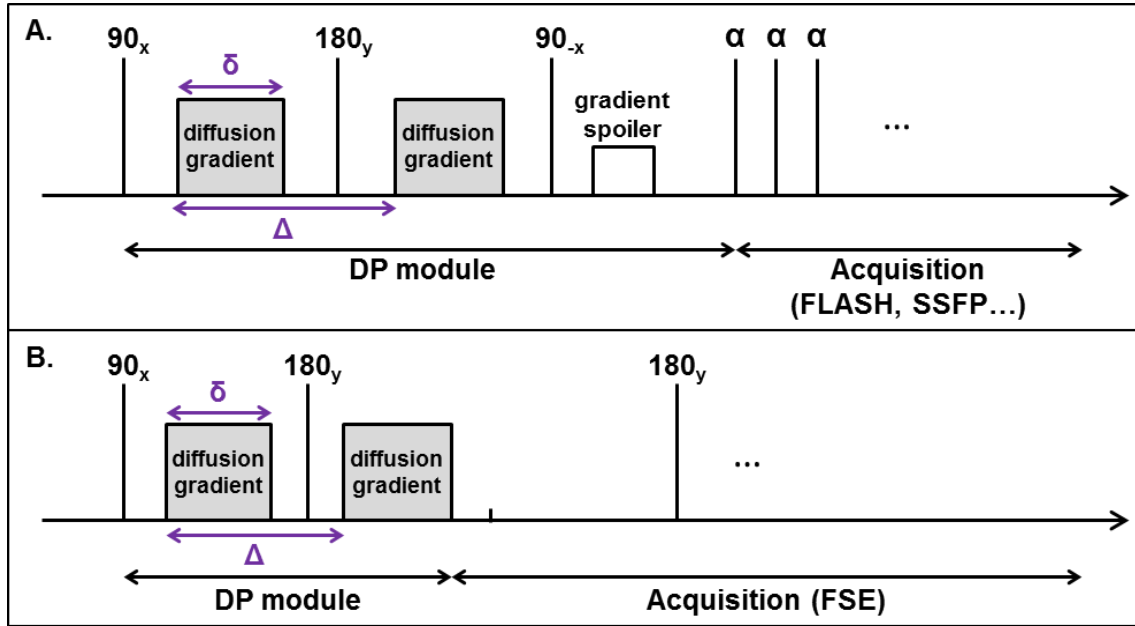 A.
90x
180y
90-x
α α α
δ
diffusion
gradient
diffusion
gradient
gradient
spoiler
...
Δ
DP module
Acquisition
(FLASH, SSFP...)
B.
90x
180y
180y
δ
diffusion
gradient
diffusion
gradient
...
Δ
DP module
Acquisition (FSE)